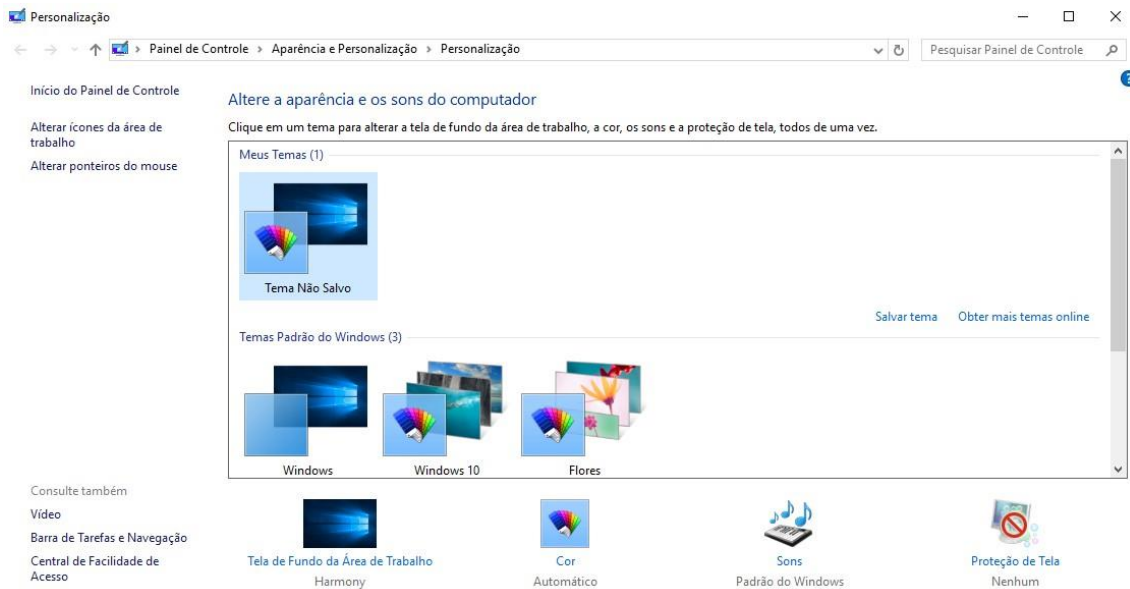 Personalização
Painel de Controle > Aparência e Personalização > Personalização
Pesquisar Painel de Controle
Início do Painel de Controle
Alterar ícones da área de
trabalho
Alterar ponteiros do mouse
Altere a aparência e os sons do computador
Clique em um tema para alterar a tela de fundo da área de trabalho, a cor, os sons e a proteção de tela, todos de uma vez.
Meus Temas (1)
Tema Não Salvo
Salvar tema Obter mais temas online
Temas Padrão do Windows (3)
Windows Windows 10 Flores
Consulte também
Vídeo
Barra de Tarefas e Navegação
Central de Facilidade de
Acesso
Tela de Fundo da Área de Trabalho
Harmony
Cor
Automático
Sons
Padrão do Windows
Proteção de Tela
Nenhum